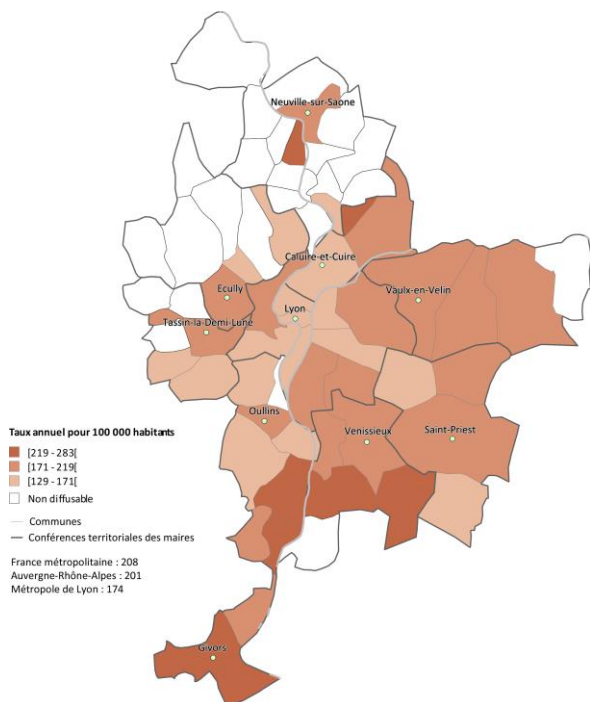 Neuville-sur-Saone
Caluire-et-Cuire
Ecully
Vaulx-en-Velin
Lyon
Tassin-la-Demi-Lune
Oullins
Venissieux
Saint-Priest
Givors
Taux annuel pour 100 000 habitants
[219 - 283[
[171 - 219[
[129 - 171[
Non diffusable
Communes
Conférences territoriales des maires
France métropolitaine : 208
Auvergne-Rhône-Alpes : 201
Métropole de Lyon : 174